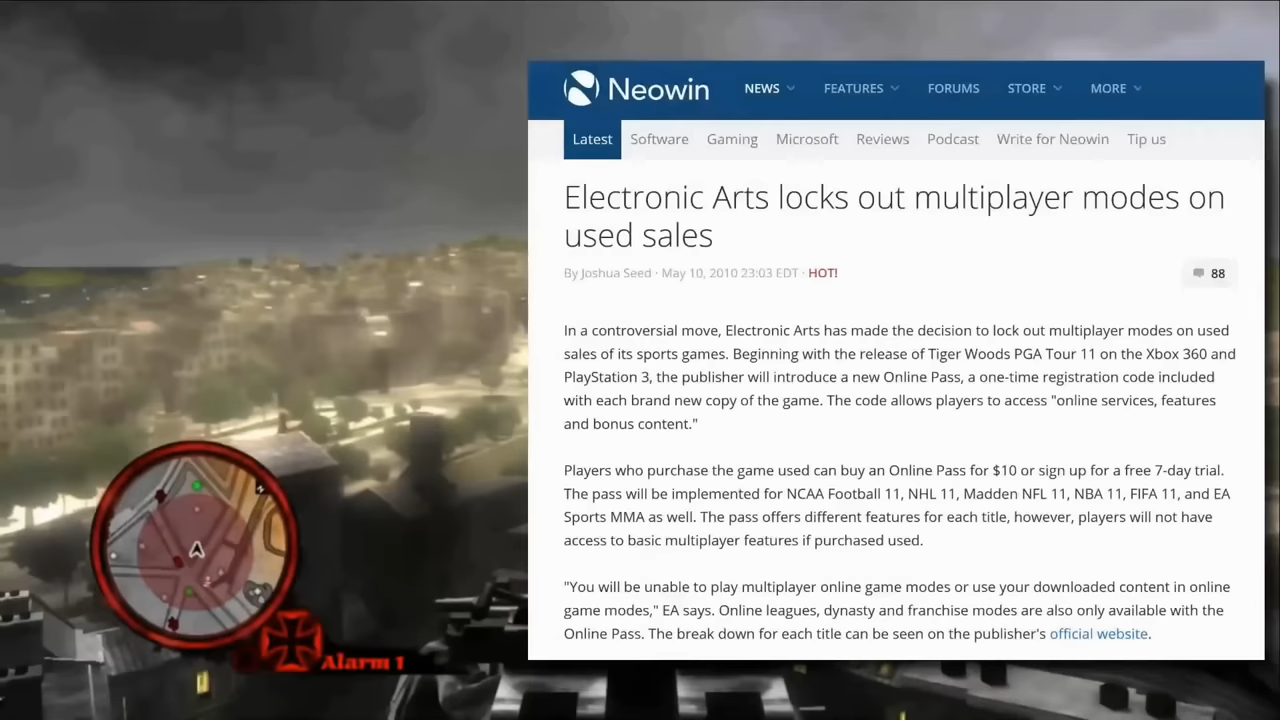 Neowin
NEWS FEATURES FORUMS STORE MORE
Latest Software Gaming Microsoft Reviews Podcast Write for Neowin Tip us
Electronic Arts locks out multiplayer modes on
used sales
By Joshua Seed · May 10, 2010 23:03 EDT · HOT!
88
In a controversial move, Electronic Arts has made the decision to lock out multiplayer modes on used
sales of its sports games. Beginning with the release of Tiger Woods PGA Tour 11 on the Xbox 360 and
PlayStation 3, the publisher will introduce a new Online Pass, a one-time registration code included
with each brand new copy of the game. The code allows players to access "online services, features
and bonus content."
Players who purchase the game used can buy an Online Pass for $10 or sign up for a free 7-day trial.
The pass will be implemented for NCAA Football 11, NHL 11, Madden NFL 11, NBA 11, FIFA 11, and EA
Sports MMA as well. The pass offers different features for each title, however, players will not have
access to basic multiplayer features if purchased used.
"You will be unable to play multiplayer online game modes or use your downloaded content in online
game modes," EA says. Online leagues, dynasty and franchise modes are also only available with the
Online Pass. The break down for each title can be seen on the publisher's official website.
Alarm 1